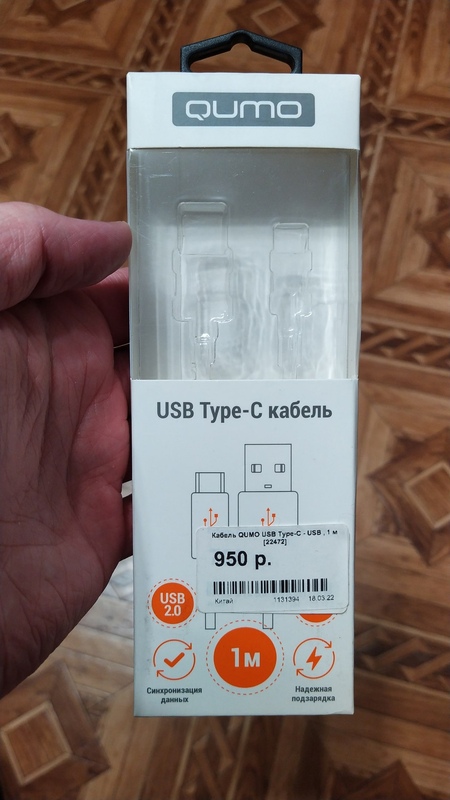 QUMO
USB Type-C кабель
Кабель QUMO USB Type-C - USB , 1 м
[22472]
950 р.
Китай 1131394 18.03.22
USB
2.0
1м
Синхронизация
данных
Надежная
подзарядка